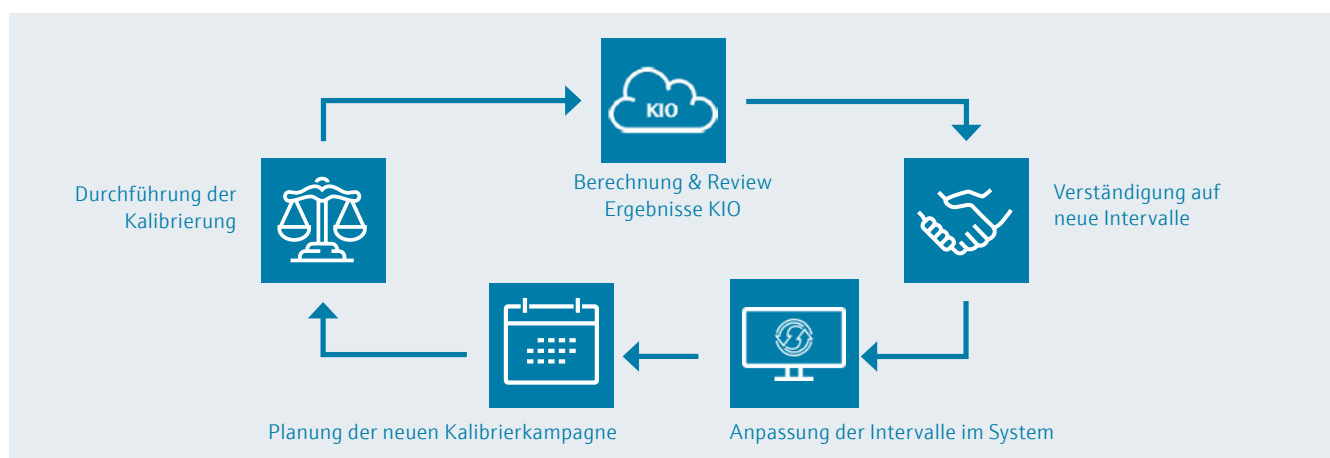 KIO
Berechnung & Review
Ergebnisse KIO
Durchführung der
Kalibrierung
Verständigung auf
neue Intervalle
Planung der neuen Kalibrierkampagne
Anpassung der Intervalle im System